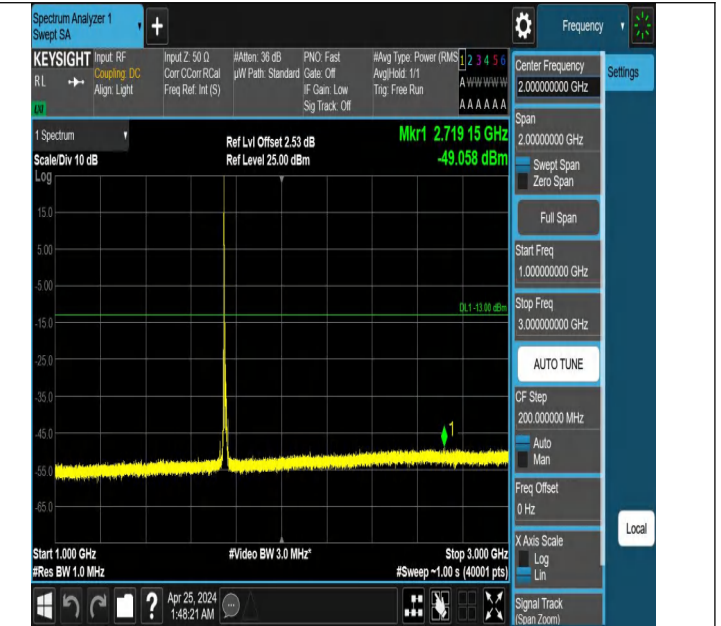 Spectrum Analyzer 1
Swept SA
+
Frequency
KEYSIGHT
Input: RF
Coupling: DC
Align: Light
Input Z: 50 Ω
Corr CCorr RCal
Freq Ref: Int (S)
#Atten: 36 dB
µW Path: Standard
PNO: Fast
Gate: Off
IF Gain: Low
Sig Track: Off
#Avg Type: Power (RMS
Avg|Hold: 1/1
Trig: Free Run
1 2 3 4 5 6
A W W W W W
A A A A A A
RL
LXI
Center Frequency
2.000000000 GHz
Settings
Span
2.00000000 GHz
Swept Span
Zero Span
Full Span
Start Freq
1.000000000 GHz
Stop Freq
3.000000000 GHz
AUTO TUNE
CF Step
200.000000 MHz
Auto
Man
Freq Offset
0 Hz
X Axis Scale
Log
Lin
Local
Signal Track
(Span Zoom)
1 Spectrum
Scale/Div 10 dB
Ref Lvl Offset 2.53 dB
Ref Level 25.00 dBm
Mkr1 2.719 15 GHz
-49.058 dBm
Log
15.0
5.00
-5.00
DL1 -13.00 dBm
-15.0
-25.0
-35.0
-45.0
1
-55.0
-65.0
Start 1.000 GHz
#Video BW 3.0 MHz*
Stop 3.000 GHz
#Res BW 1.0 MHz
#Sweep ~1.00 s (40001 pts)
?
Apr 25, 2024
1:48:21 AM